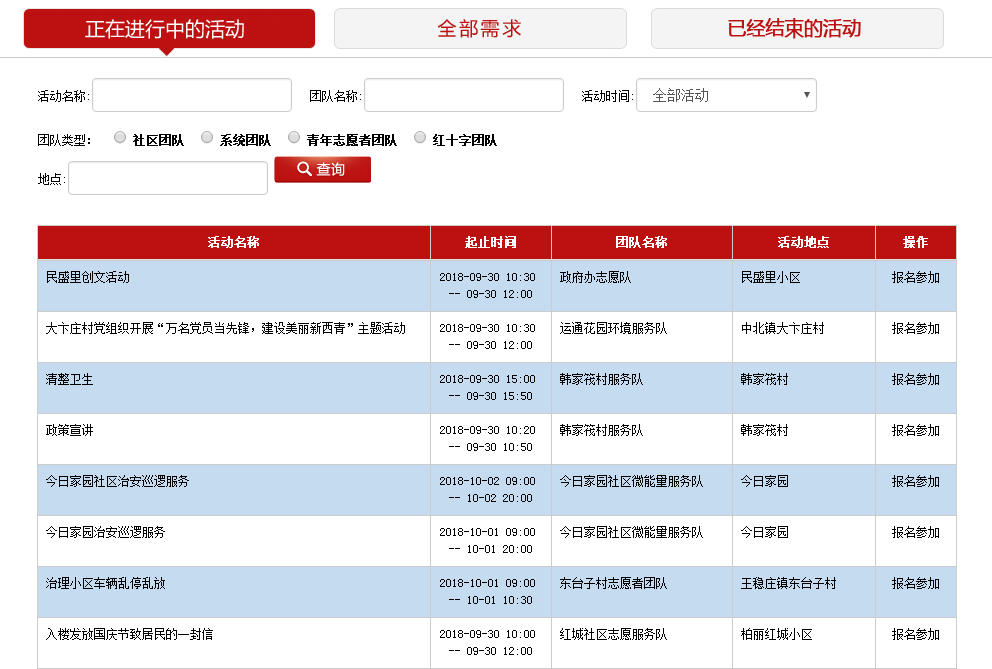 正在进行中的活动 全部需求 已经结束的活动
活动名称: 团队名称: 活动时间: 全部活动
团队类型: 社区团队 系统团队 青年志愿者团队 红十字团队
地点: 查询
活动名称 起止时间 团队名称 活动地点 操作
民盛里创文活动 2018-09-30 10:30 政府办志愿队 民盛里小区 报名参加
-- 09-30 12:00
大卞庄村党组织开展“万名党员当先锋，建设美丽新西青”主题活动 2018-09-30 10:30 运通花园环境服务队 中北镇大卞庄村 报名参加
-- 09-30 12:00
清整卫生 2018-09-30 15:00 韩家筏村服务队 韩家筏村 报名参加
-- 09-30 15:50
政策宣讲 2018-09-30 10:20 韩家筏村服务队 韩家筏村 报名参加
-- 09-30 10:50
今日家园社区治安巡逻服务 2018-10-02 09:00 今日家园社区微能量服务队 今日家园 报名参加
-- 10-02 20:00
今日家园治安巡逻服务 2018-10-01 09:00 今日家园社区微能量服务队 今日家园 报名参加
-- 10-01 20:00
治理小区车辆乱停乱放 2018-10-01 09:00 东台子村志愿者团队 王稳庄镇东台子村 报名参加
-- 10-01 10:30
入楼发放国庆节致居民的一封信 2018-09-30 10:00 红城社区志愿服务队 柏丽红城小区 报名参加
-- 09-30 12:00